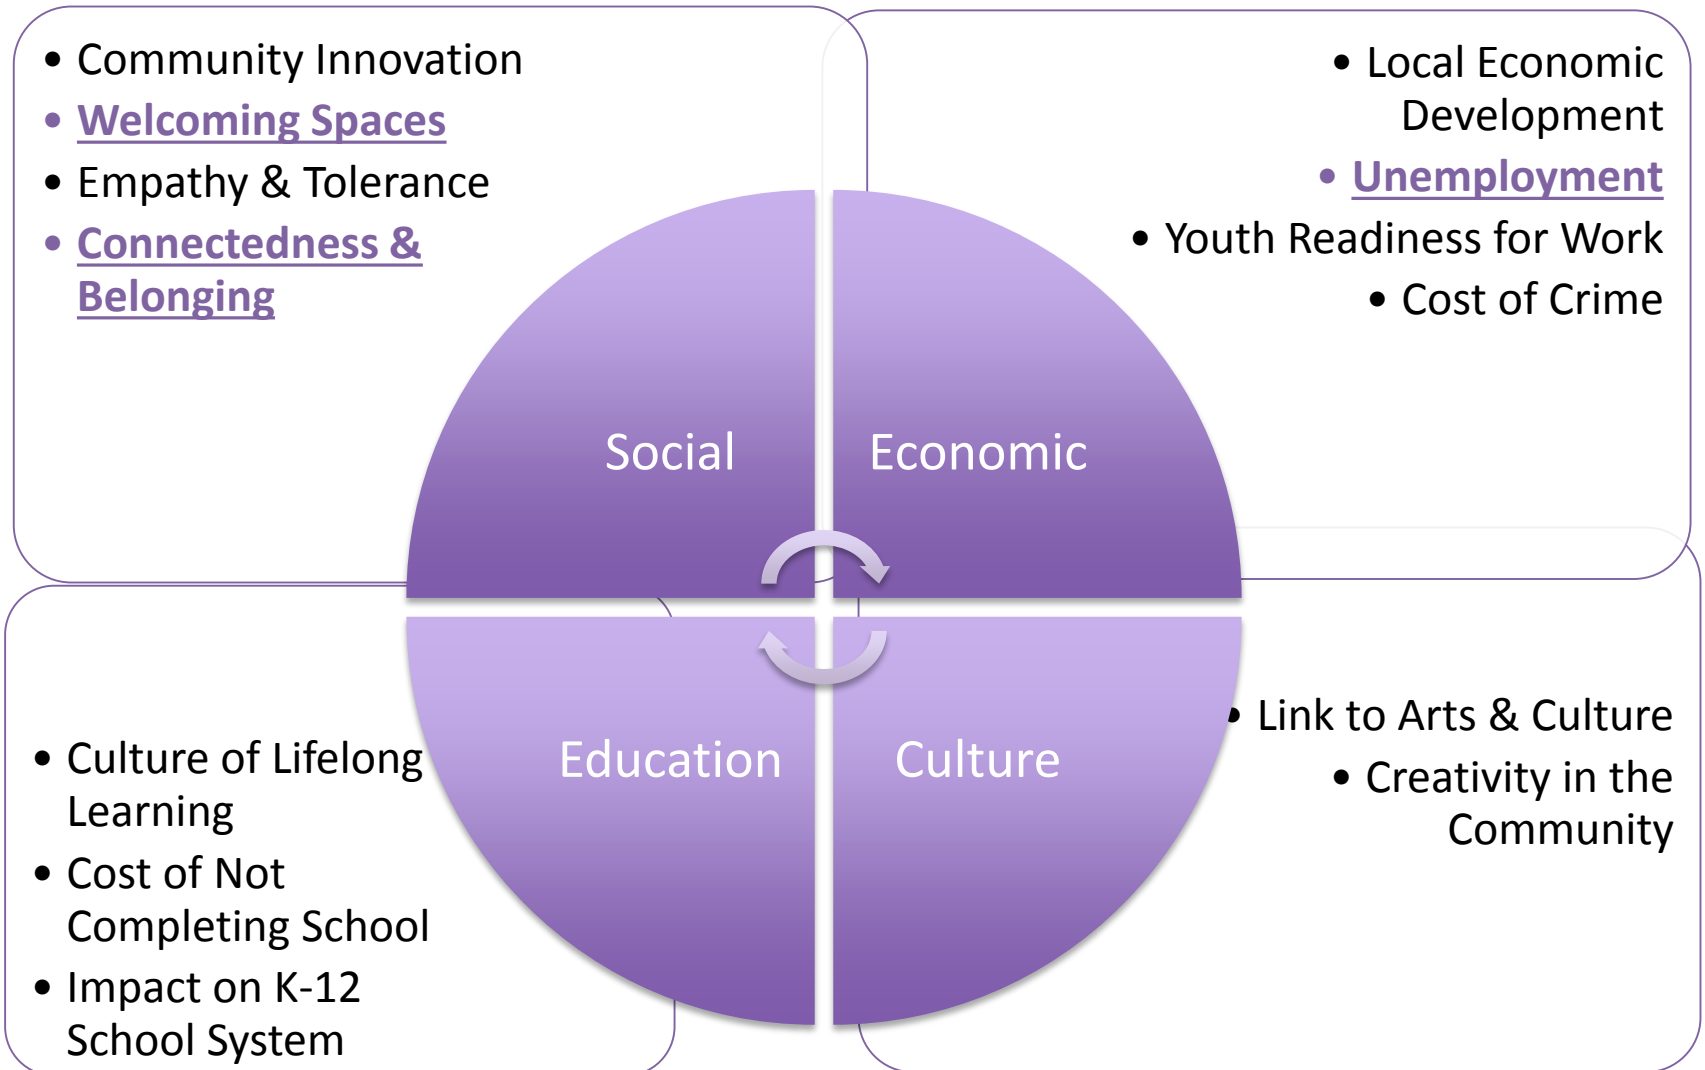 • Community Innovation
• Welcoming Spaces
• Empathy & Tolerance
• Connectedness &
Belonging
• Local Economic
Development
• Unemployment
• Youth Readiness for Work
• Cost of Crime
Social
Economic
Education
Culture
• Culture of Lifelong
Learning
• Cost of Not
Completing School
• Impact on K-12
School System
• Link to Arts & Culture
• Creativity in the
Community